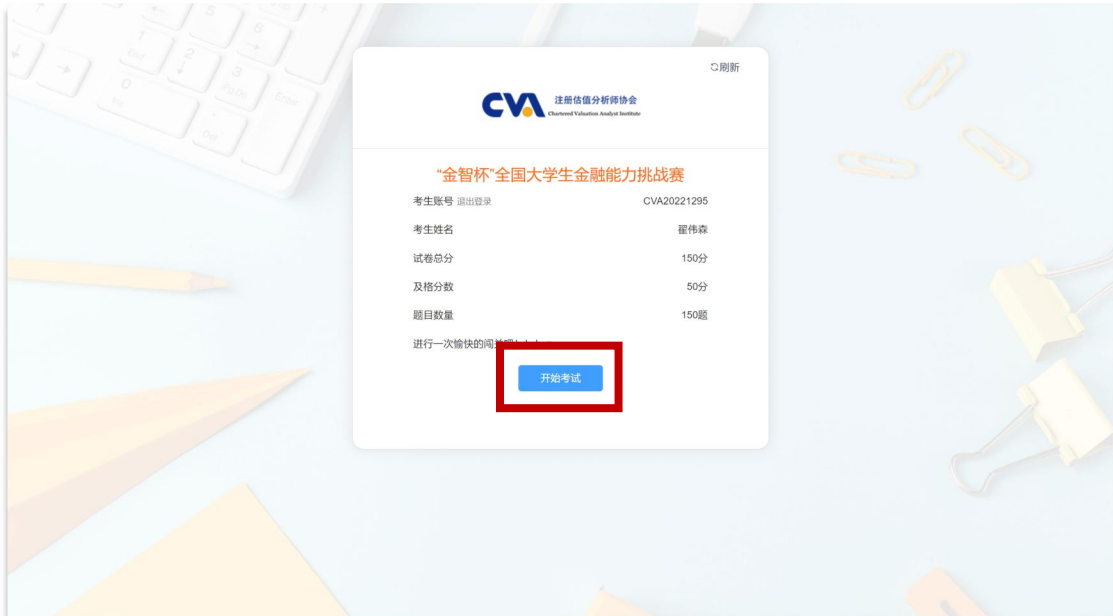 刷新
CVA 注册估值分析师协会
Chartered Valuation Analyst Institute
“金智杯”全国大学生金融能力挑战赛
考生账号 退出登录 CVA20221295
考生姓名 翟伟森
试卷总分 150分
及格分数 50分
题目数量 150题
进行一次愉快的闯
开始考试